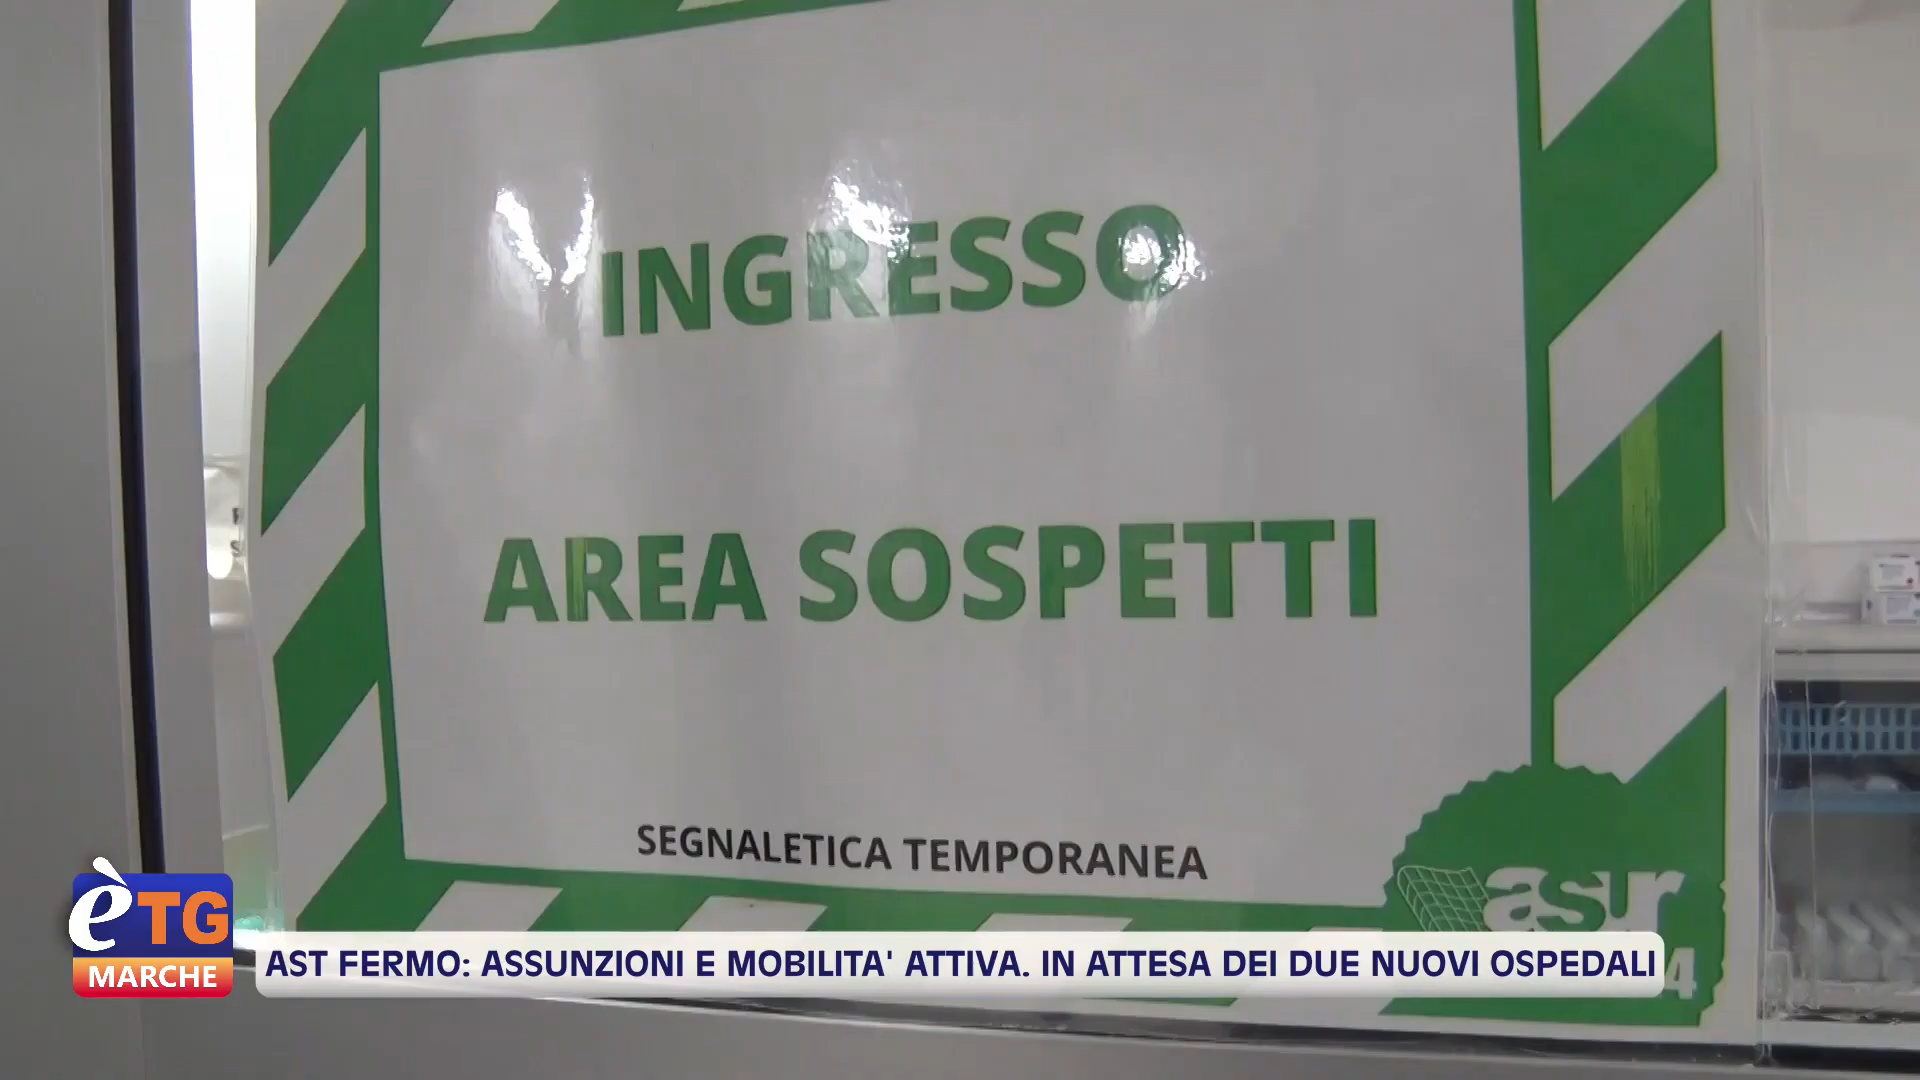 INGRESSO
AREA SOSPETTI
SEGNALETICA TEMPORANEA
asur
4
èTG
MARCHE
AST FERMO: ASSUNZIONI E MOBILITA' ATTIVA. IN ATTESA DEI DUE NUOVI OSPEDALI